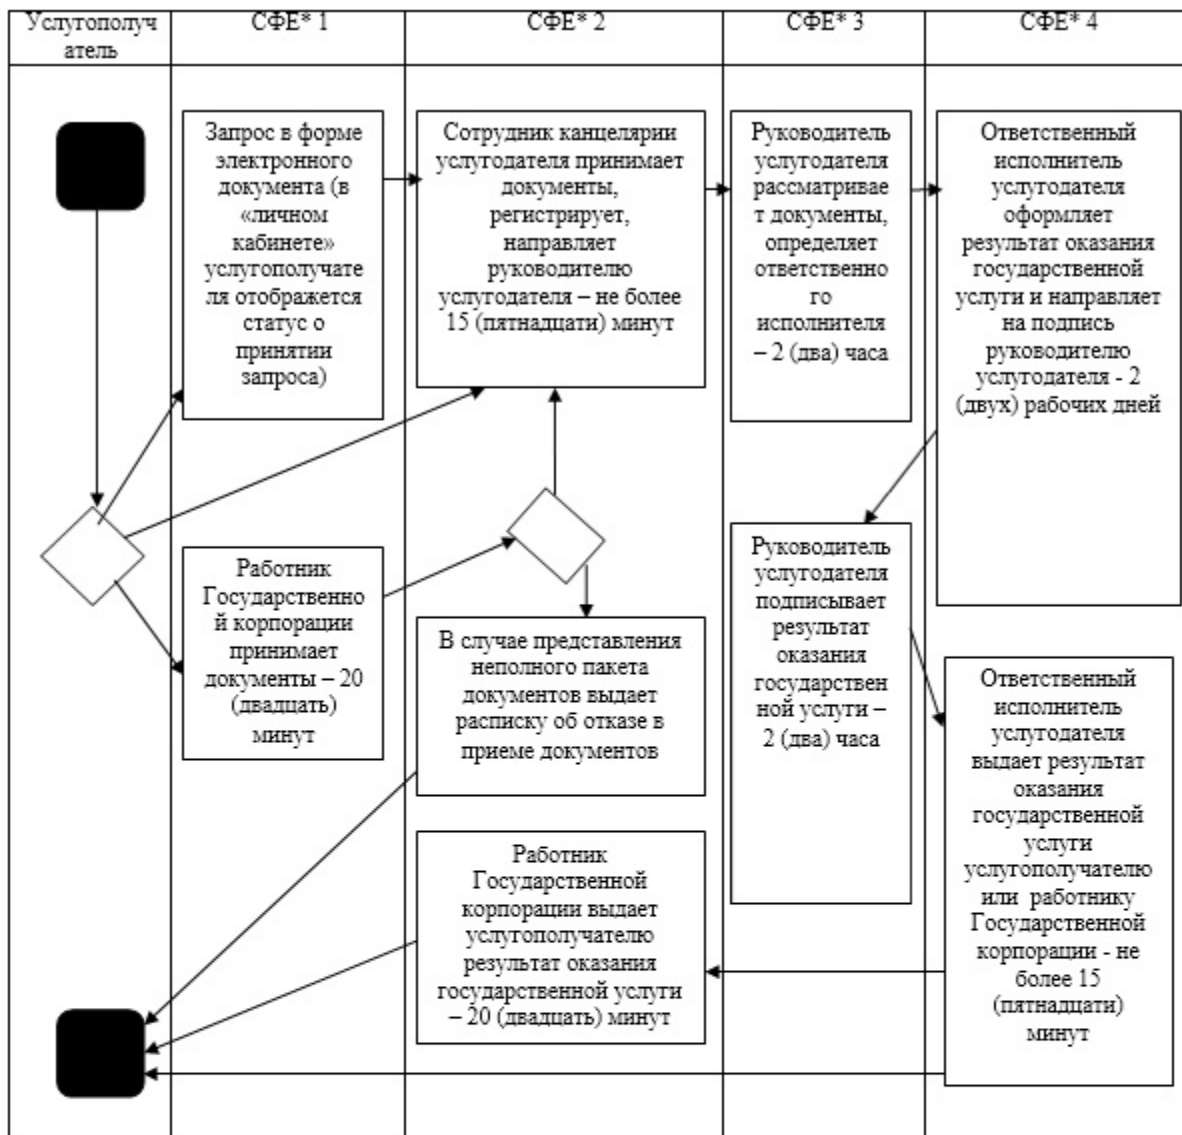 Услугополуч
атель
СФЕ* 1
СФЕ* 2
СФЕ* 3
СФЕ* 4
Запрос в форме
электронного
документа (в
«личном
кабинете»
услугополучате
ля отображется
статус о
принятии
запроса)
Сотрудник канцелярии
услугодателя принимает
документы,
регистрирует,
направляет
руководителю
услугодателя – не более
15 (пятнадцати) минут
Руководитель
услугодателя
рассматривае
т документы,
определяет
ответственно
го
исполнителя
– 2 (два) часа
Ответственный
исполнитель
услугодателя
оформляет
результат оказания
государственной
услуги и направляет
на подпись
руководителю
услугодателя - 2
(двух) рабочих дней
Работник
Государственно
й корпорации
принимает
документы – 20
(двадцать)
минут
В случае представления
неполного пакета
документов выдает
расписку об отказе в
приеме документов
Руководитель
услугодателя
подписывает
результат
оказания
государствен
ной услуги –
2 (два) часа
Ответственный
исполнитель
услугодателя
выдает результат
оказания
государственной
услуги
услугополучателю
или работнику
Государственной
корпорации - не
более 15
(пятнадцати)
минут
Работник
Государственной
корпорации выдает
услугополучателю
результат оказания
государственной услуги
– 20 (двадцать) минут